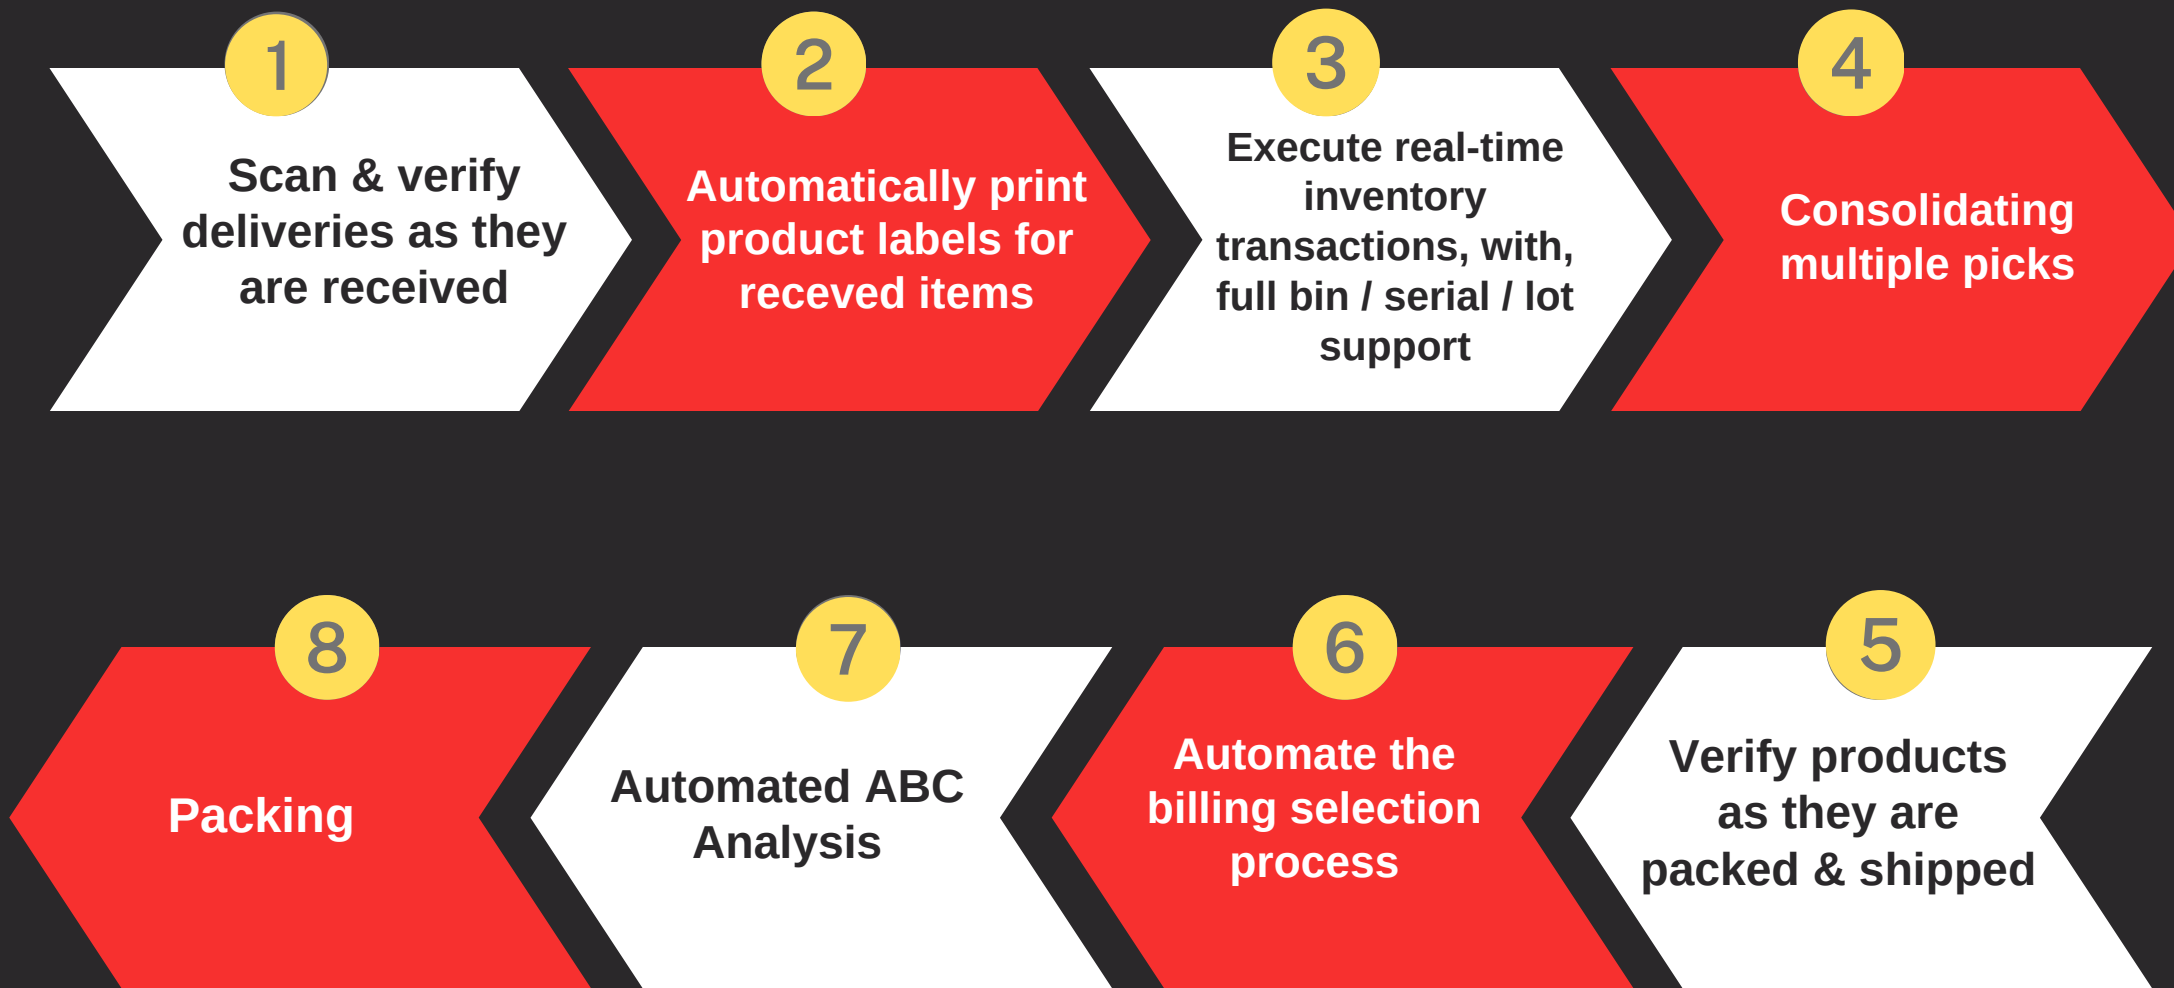 1
Scan & verify
deliveries as they
are received
2
Automatically print
product labels for
receved items
3
Execute real-time
inventory
transactions, with,
full bin / serial / lot
support
4
Consolidating
multiple picks
5
Verify products
as they are
packed & shipped
6
Automate the
billing selection
process
7
Automated ABC
Analysis
8
Packing